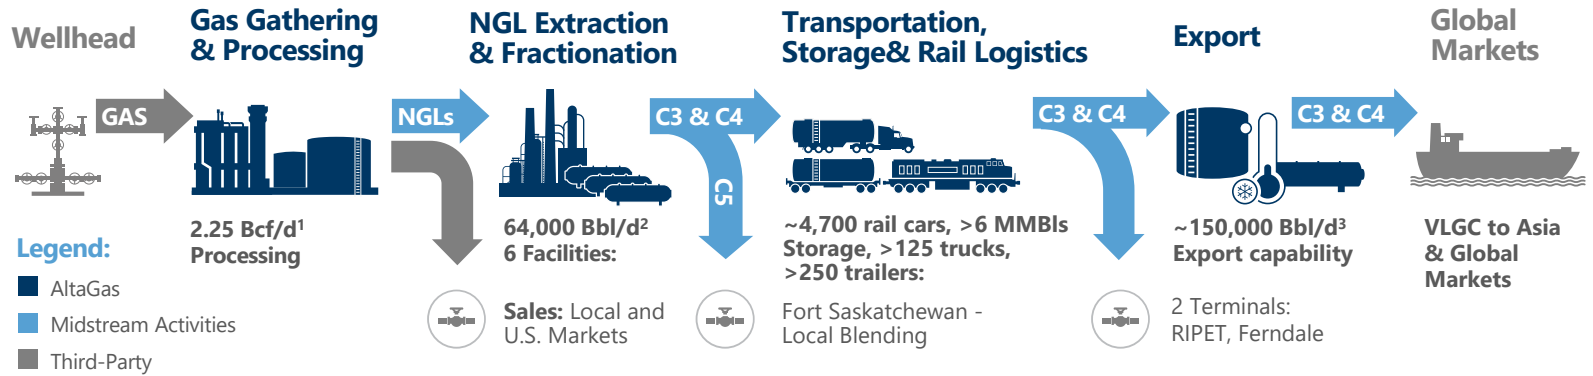 Wellhead
Gas Gathering
& Processing
NGL Extraction
& Fractionation
Transportation,
Storage& Rail Logistics
Export
Global
Markets
GAS
NGLs
C3 & C4
C5
C3 & C4
C3 & C4
2.25 Bcf/d¹
Processing
64,000 Bbl/d²
6 Facilities:
~4,700 rail cars, >6 MMBls
Storage, >125 trucks,
>250 trailers:
~150,000 Bbl/d³
Export capability
VLGC to Asia
& Global
Markets
Legend:
AltaGas
Midstream Activities
Third-Party
Sales: Local and
U.S. Markets
Fort Saskatchewan -
Local Blending
2 Terminals:
RIPET, Ferndale